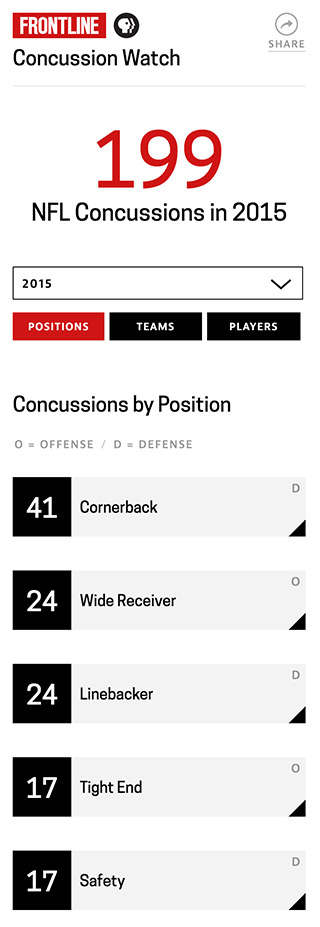 FRONTLINE
PBS
SHARE
Concussion Watch
199
NFL Concussions in 2015
2015
POSITIONS TEAMS PLAYERS
Concussions by Position
O = OFFENSE / D = DEFENSE
D
41 Cornerback
O
24 Wide Receiver
D
24 Linebacker
O
17 Tight End
D
17 Safety